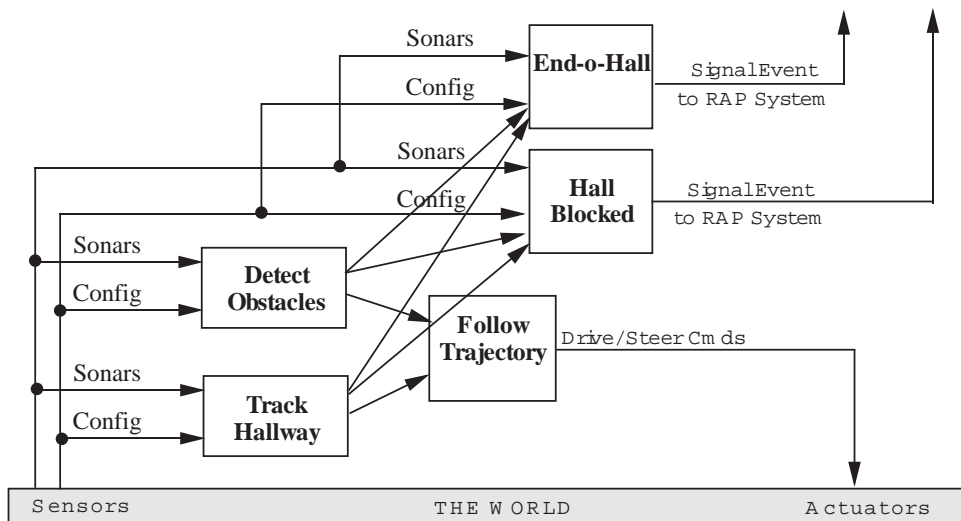 Sonars
End-o-Hall
SignalEvent
to RAP System
Config
Sonars
Hall
Blocked
SignalEvent
to RAP System
Config
Sonars
Detect
Obstacles
Config
Follow
Trajectory
Drive/Steer Cmds
Sonars
Track
Hallway
Config
Sensors
THE WORLD
Actuators